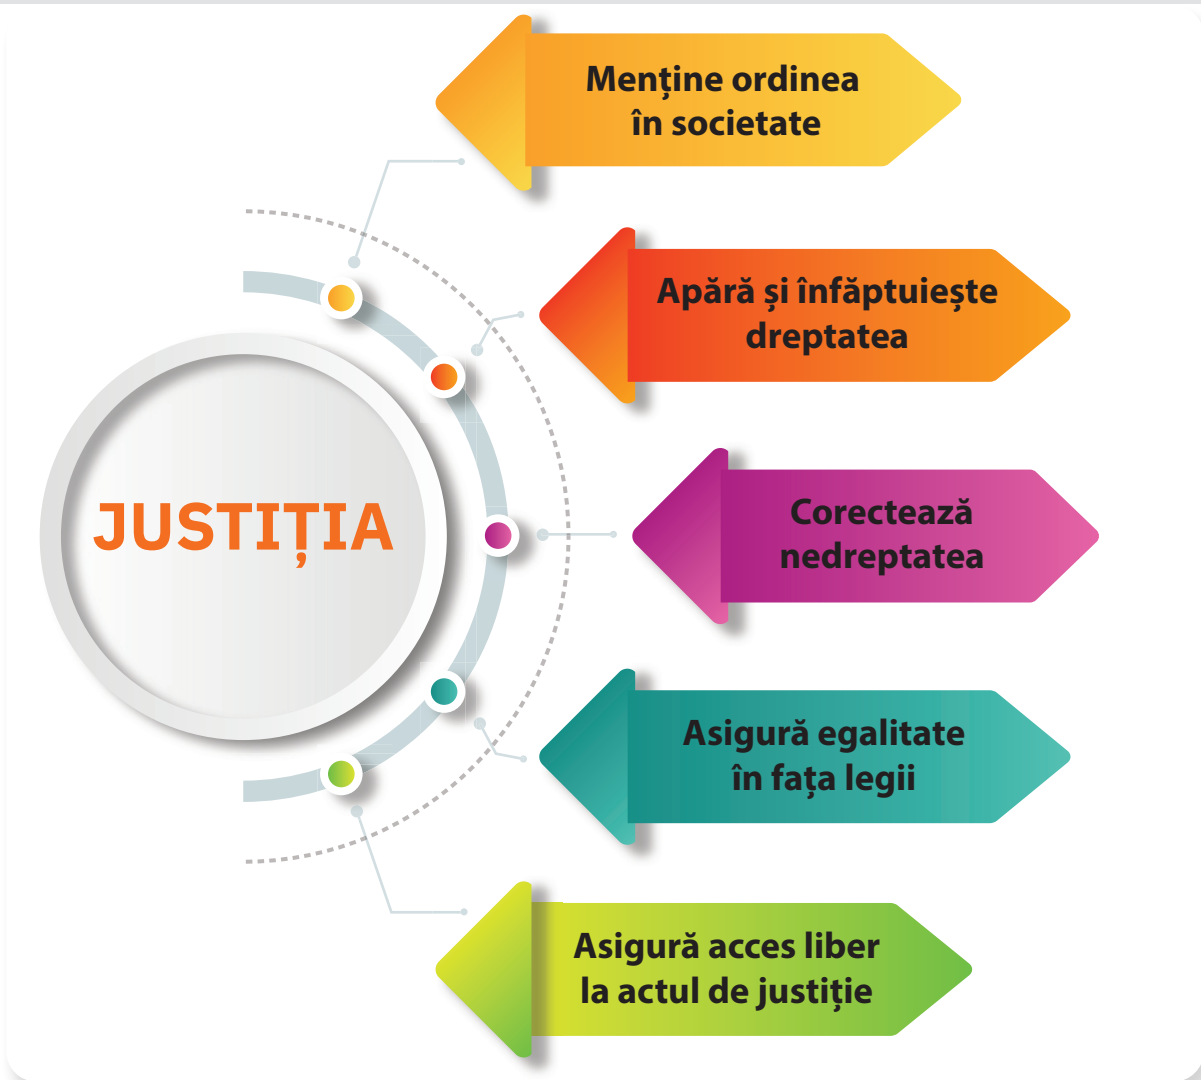 Menține ordinea
în societate
Apără și înfăptuiește
dreptatea
JUSTIȚIA
Corectează
nedreptatea
Asigură egalitate
în fața legii
Asigură acces liber
la actul de justiție